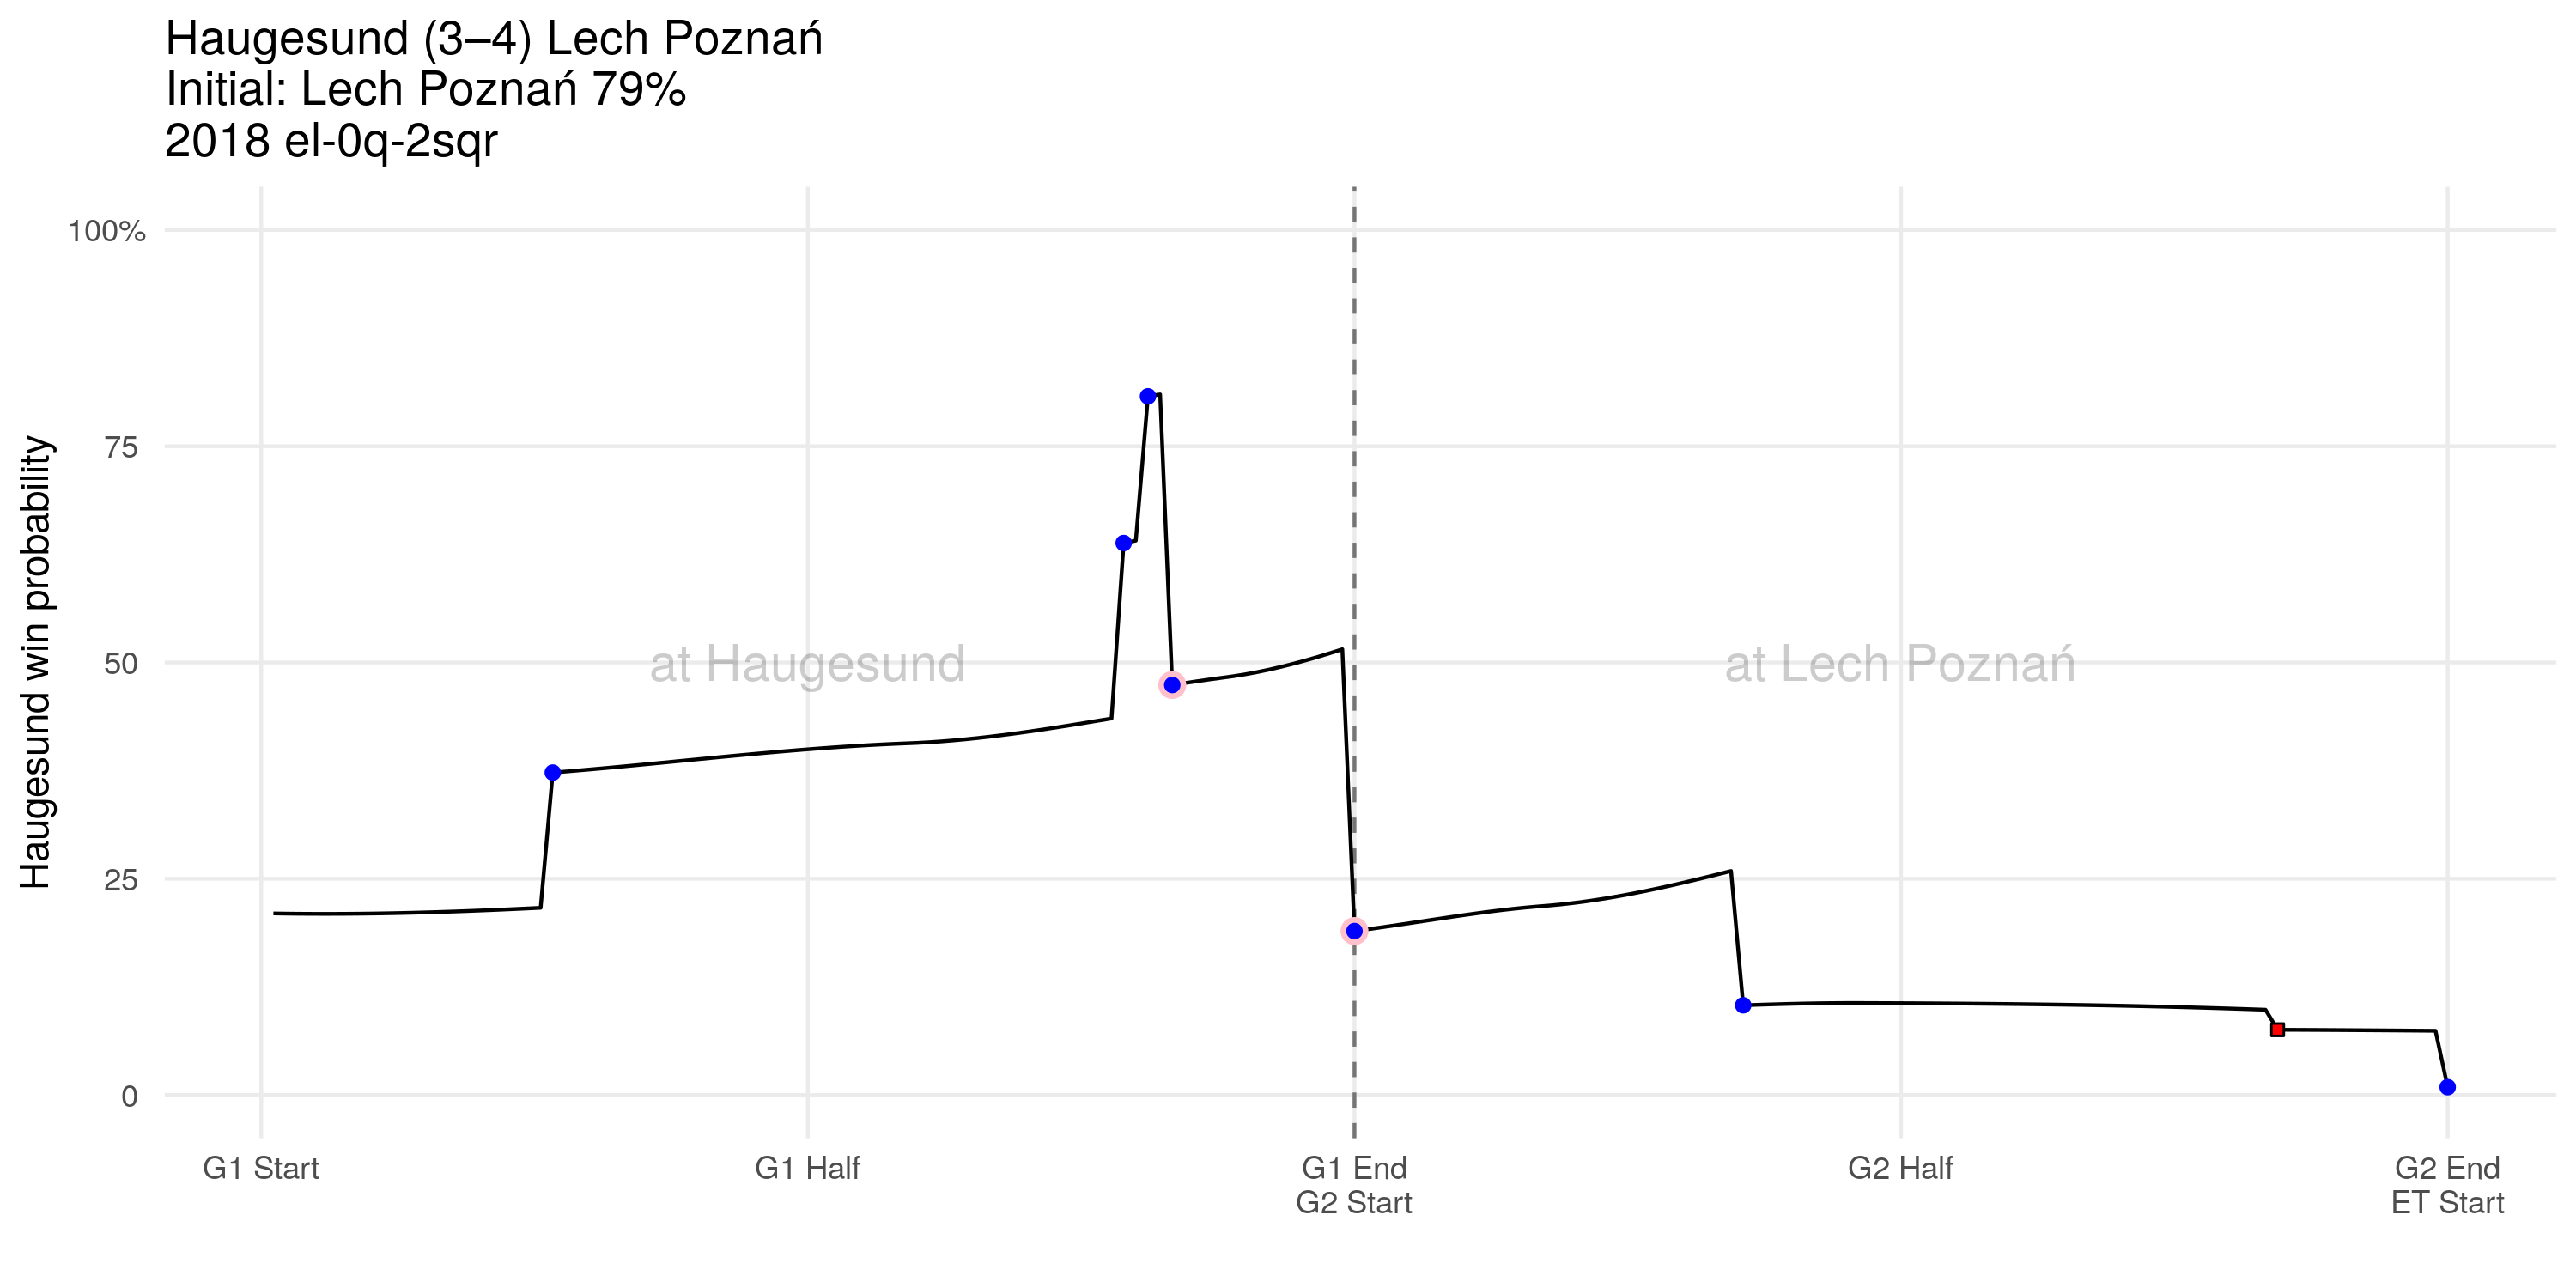 Haugesund (3–4) Lech Poznań
Initial: Lech Poznań 79%
2018 el-0q-2sqr
Haugesund win probability
100%
75
50
25
0
at Haugesund
at Lech Poznań
G1 Start
G1 Half
G1 End
G2 Start
G2 Half
G2 End
ET Start